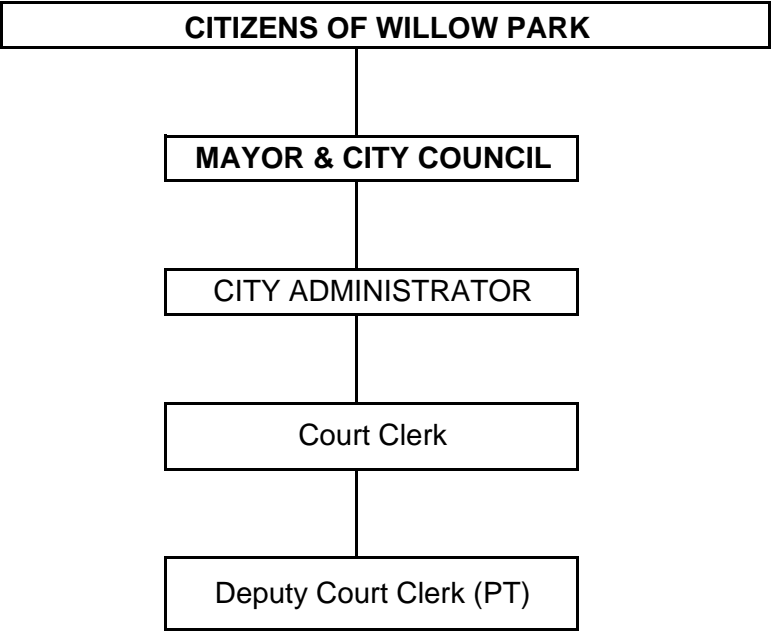 CITIZENS OF WILLOW PARK
MAYOR & CITY COUNCIL
CITY ADMINISTRATOR
Court Clerk
Deputy Court Clerk (PT)